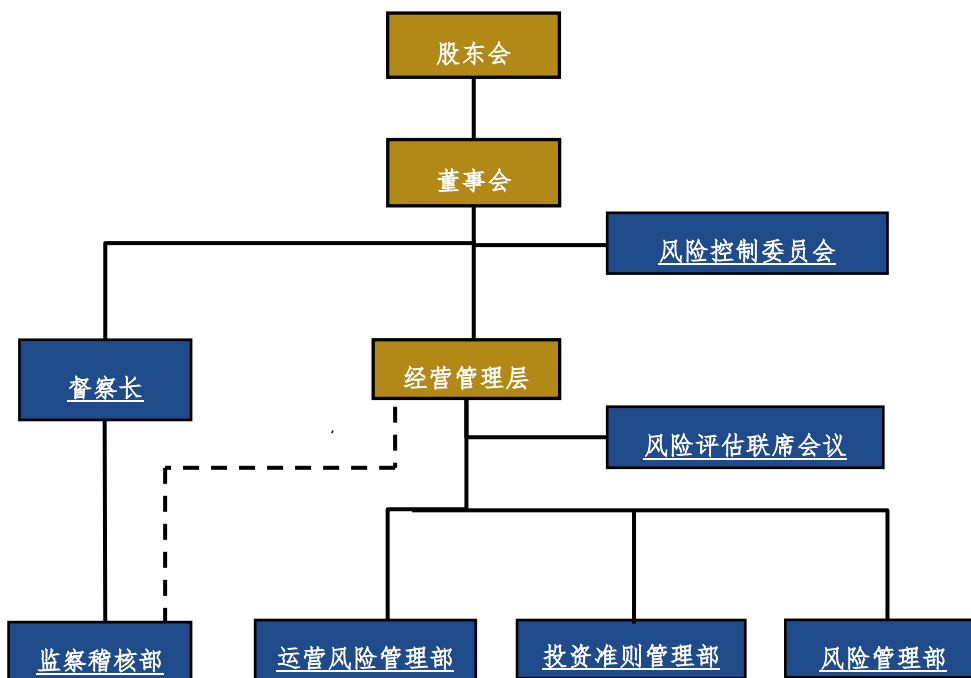 股东会
董事会
风险控制委员会
督察长
经营管理层
风险评估联席会议
监察稽核部
运营风险管理部
投资准则管理部
风险管理部